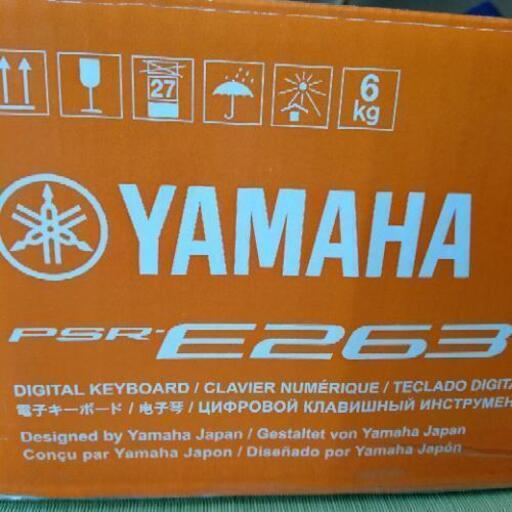 27
6
kg
YAMAHA
PSR-E263
DIGITAL KEYBOARD / CLAVIER NUMÉRIQUE / TECLADO DIGITA
電子キーボード / 电子琴 / ЦИФРОВОЙ КЛАВИШНЫЙ ИНСТРУМЕН
Designed by Yamaha Japan / Gestaltet von Yamaha Japan
Conçu par Yamaha Japon / Diseñado por Yamaha Japón